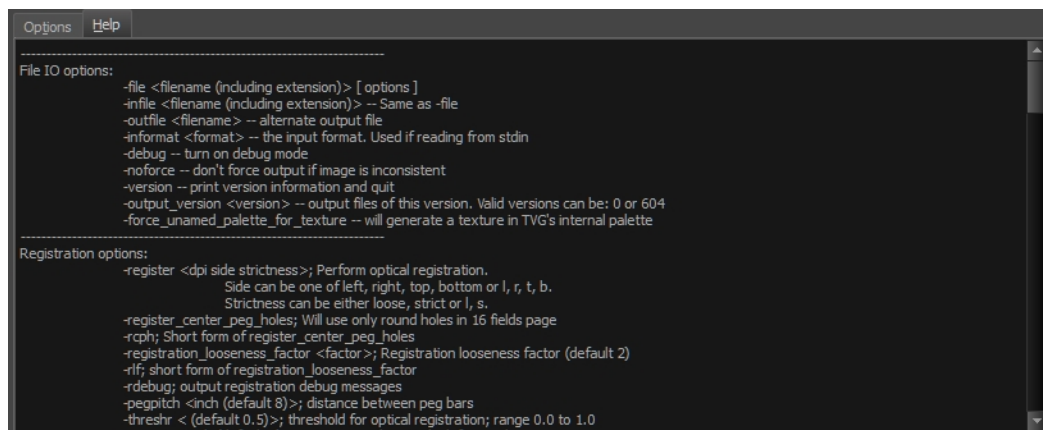 Options Help
------------------------------------------------------------------------
File IO options:
-file <filename (including extension)> [ options ]
-infile <filename (including extension)> -- Same as -file
-outfile <filename> -- alternate output file
-informat <format> -- the input format. Used if reading from stdin
-debug -- turn on debug mode
-noforce -- don't force output if image is inconsistent
-version -- print version information and quit
-output_version <version> -- output files of this version. Valid versions can be: 0 or 604
-force_unamed_palette_for_texture -- will generate a texture in TVG's internal palette
------------------------------------------------------------------------
Registration options:
-register <dpi side strictness>; Perform optical registration.
Side can be one of left, right, top, bottom or l, r, t, b.
Strictness can be either loose, strict or l, s.
-register_center_peg_holes; Will use only round holes in 16 fields page
-rcph; Short form of register_center_peg_holes
-registration_looseness_factor <factor>; Registration looseness factor (default 2)
-rlf; short form of registration_looseness_factor
-rdebug; output registration debug messages
-pegpitch <inch (default 8)>; distance between peg bars
-threshr < (default 0.5)>; threshold for optical registration; range 0.0 to 1.0